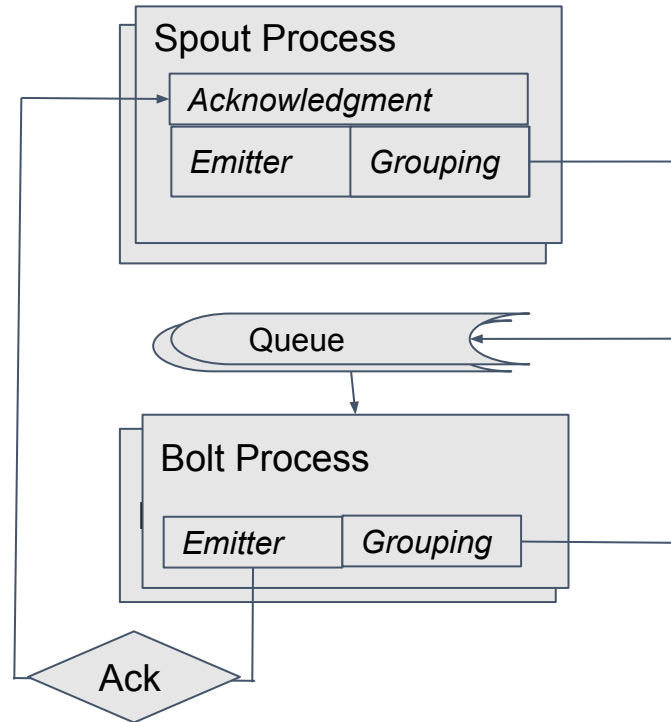 Spout Process
Acknowledgment
Emitter
Grouping
Queue
Bolt Process
Emitter
Grouping
Ack